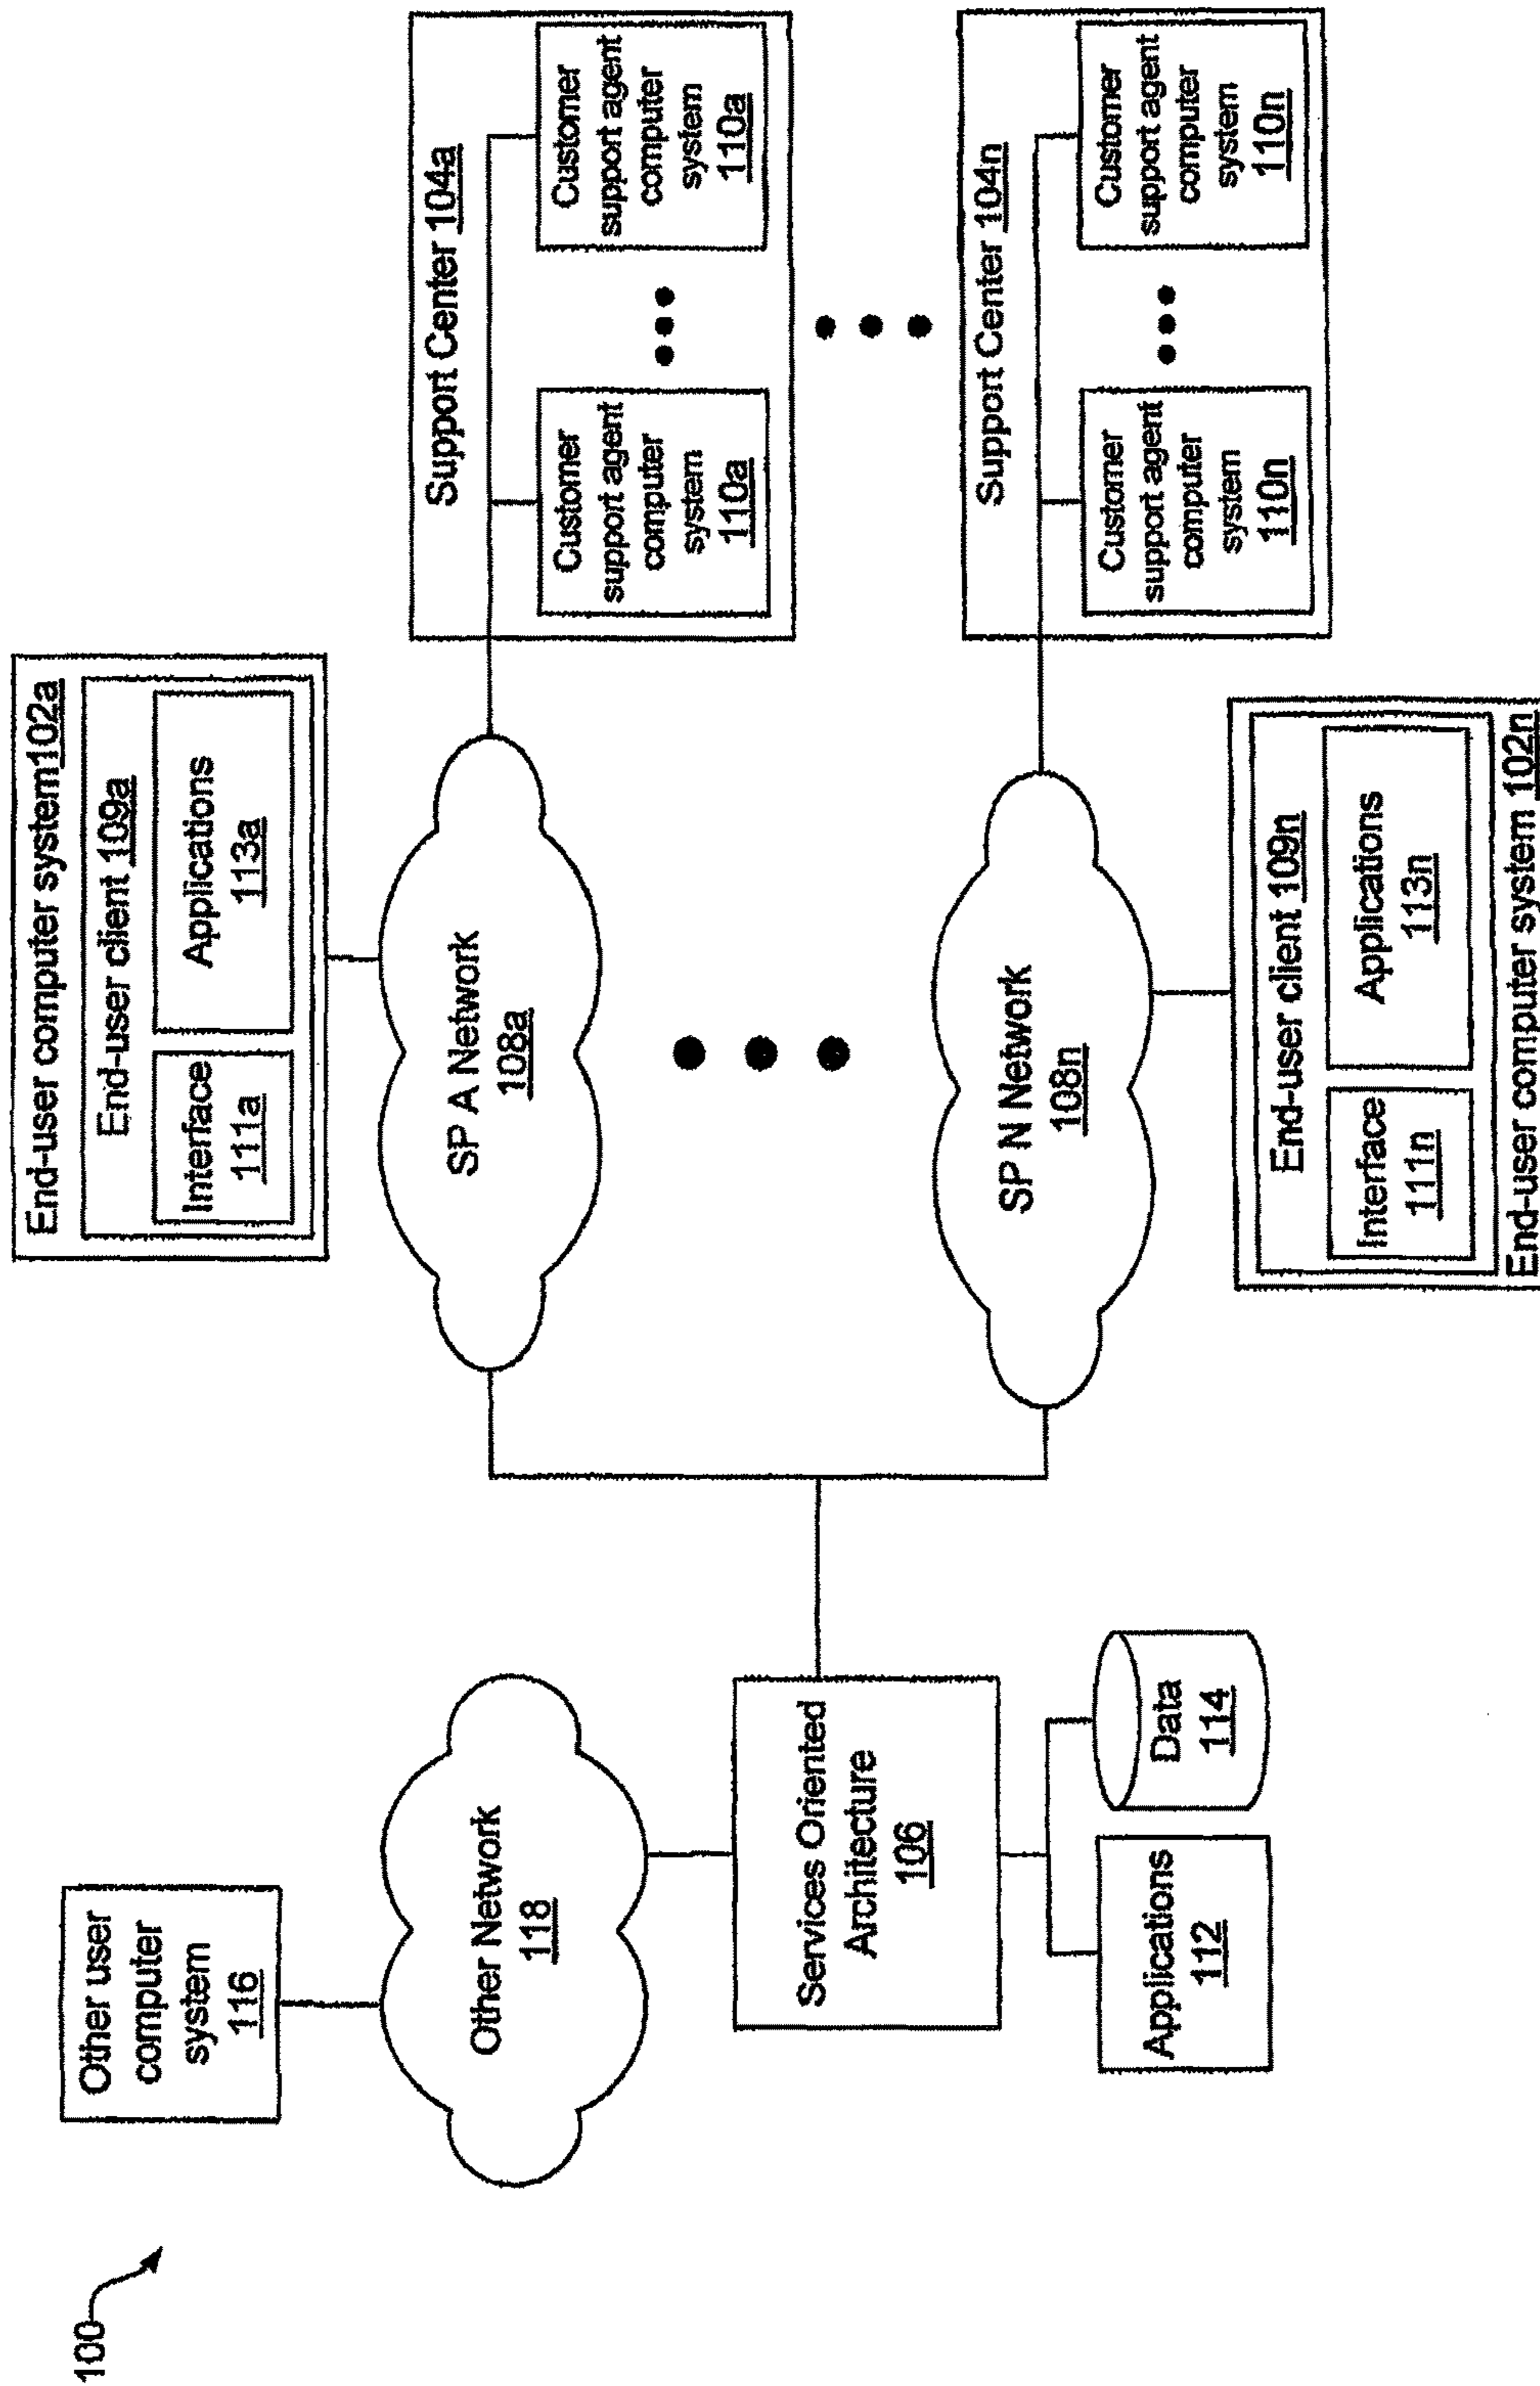 100
Other user
computer
system
116
Other Network
118
Services Oriented
Architecture
106
Applications
112
Data
114
End-user computer system102a
End-user client 109a
Interface
111a
Applications
113a
SP A Network
108a
SP N Network
108n
End-user client 109n
Interface
111n
Applications
113n
End-user computer system 102n
Support Center 104a
Customer
support agent
computer
system
110a
Customer
support agent
computer
system
110a
Support Center 104n
Customer
support agent
computer
system
110n
Customer
support agent
computer
system
110n